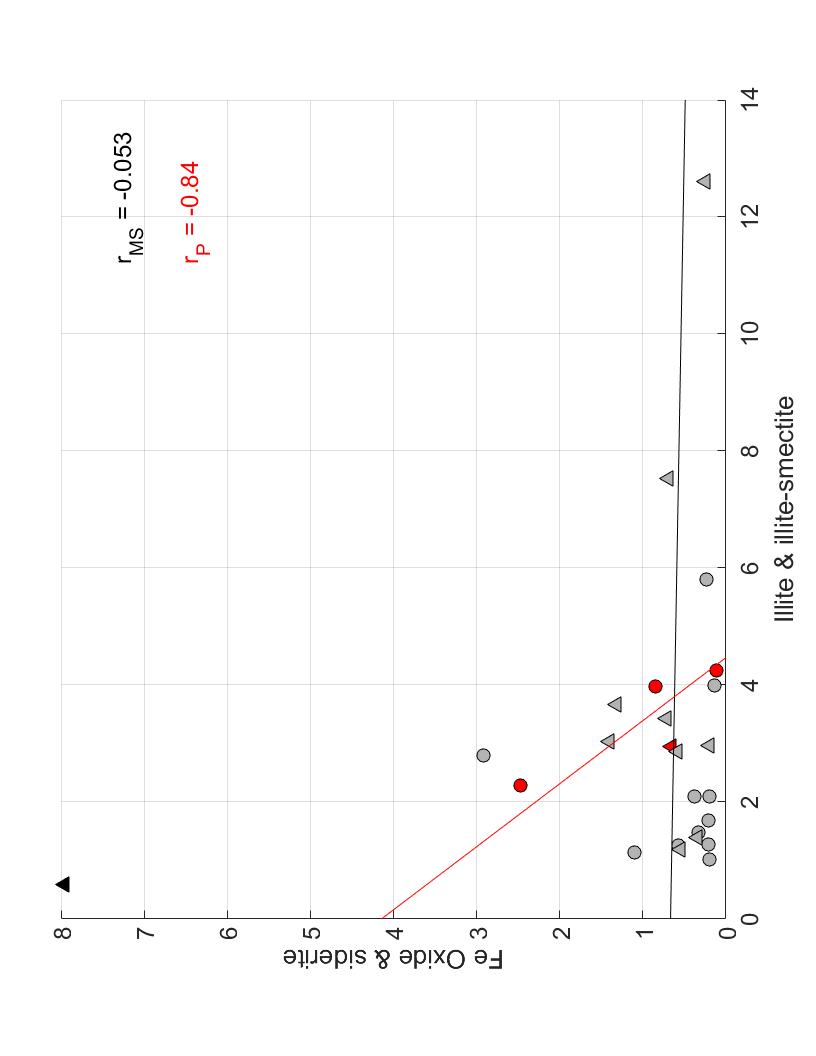 8
7
6
5
4
3
2
1
0
Fe Oxide & siderite
r_MS = -0.053
r_P = -0.84
0 2 4 6 8 10 12 14
Illite & illite-smectite